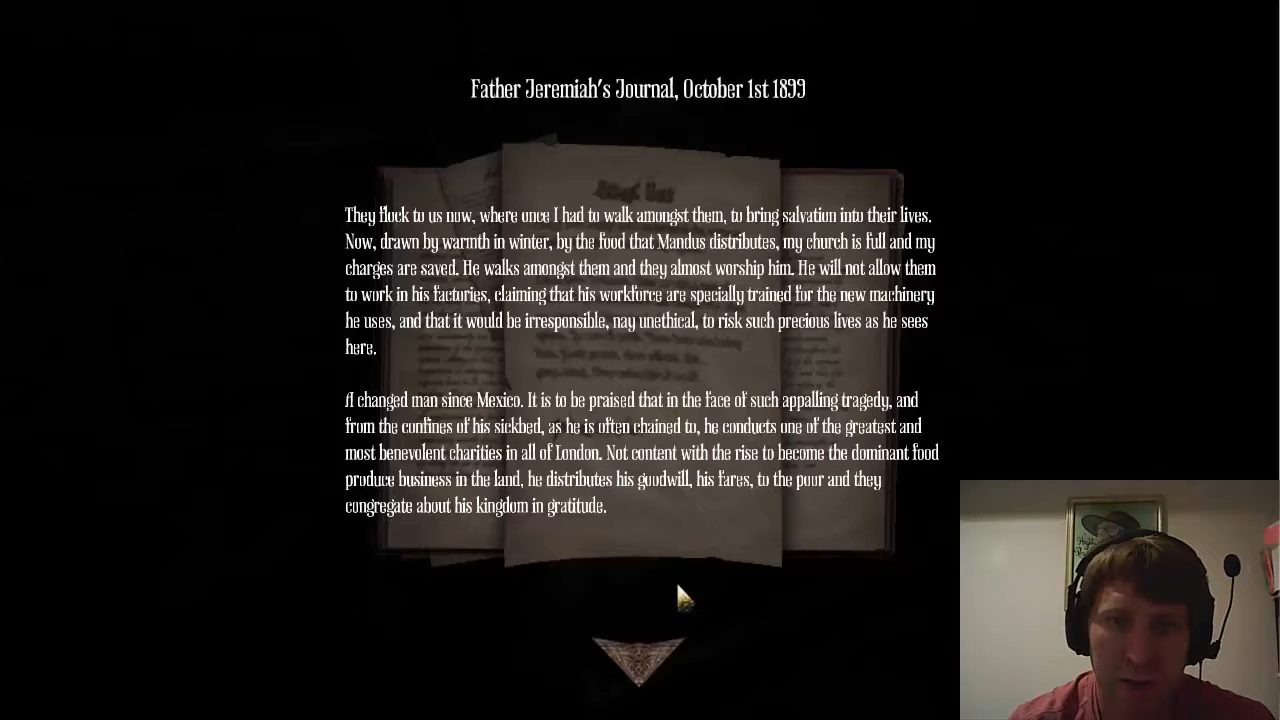 Father Jeremiah's Journal, October 1st 1899
They flock to us now, where once I had to walk amongst them, to bring salvation into their lives.
Now, drawn by warmth in winter, by the food that Mandus distributes, my church is full and my
charges are saved. He walks amongst them and they almost worship him. He will not allow them
to work in his factories, claiming that his workforce are specially trained for the new machinery
he uses, and that it would be irresponsible, nay unethical, to risk such precious lives as he sees
here.
A changed man since Mexico. It is to be praised that in the face of such appalling tragedy, and
from the confines of his sickbed, as he is often chained to, he conducts one of the greatest and
most benevolent charities in all of London. Not content with the rise to become the dominant food
produce business in the land, he distributes his goodwill, his fares, to the poor and they
congregate about his kingdom in gratitude.